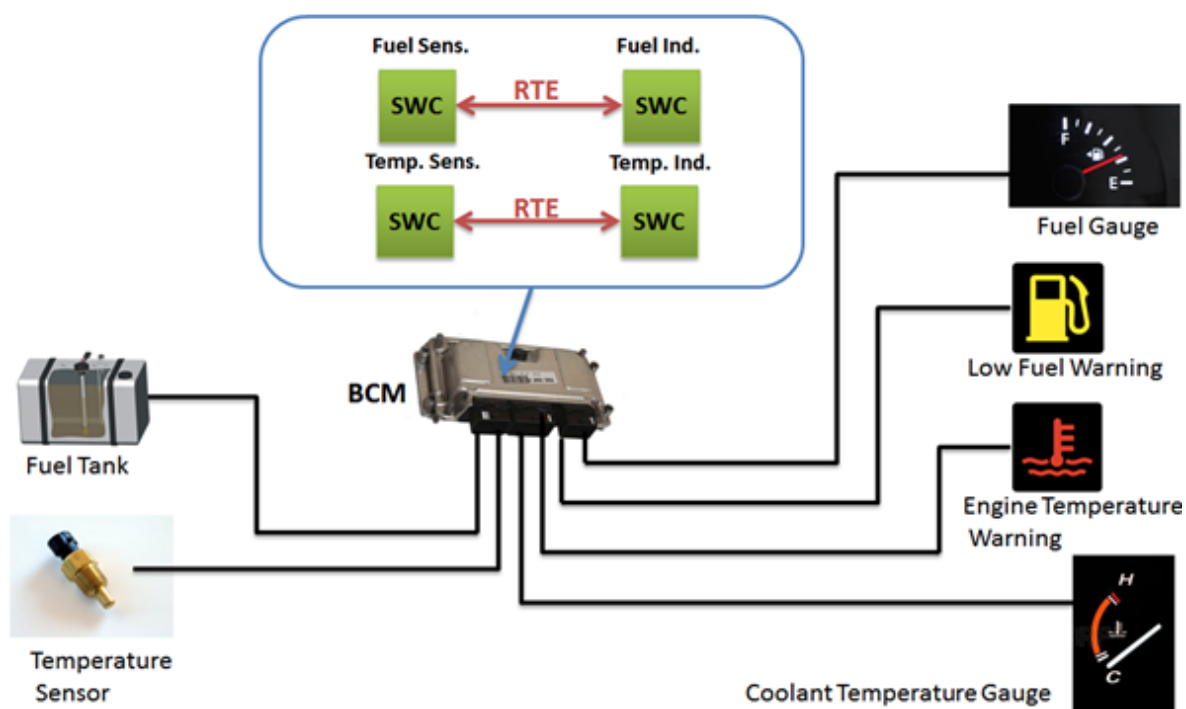 Fuel Sens. Fuel Ind.
SWC RTE SWC
Temp. Sens. Temp. Ind.
SWC RTE SWC
F
E
Fuel Gauge
BCM
Low Fuel Warning
Fuel Tank
Engine Temperature
Warning
H
C
Temperature
Sensor
Coolant Temperature Gauge